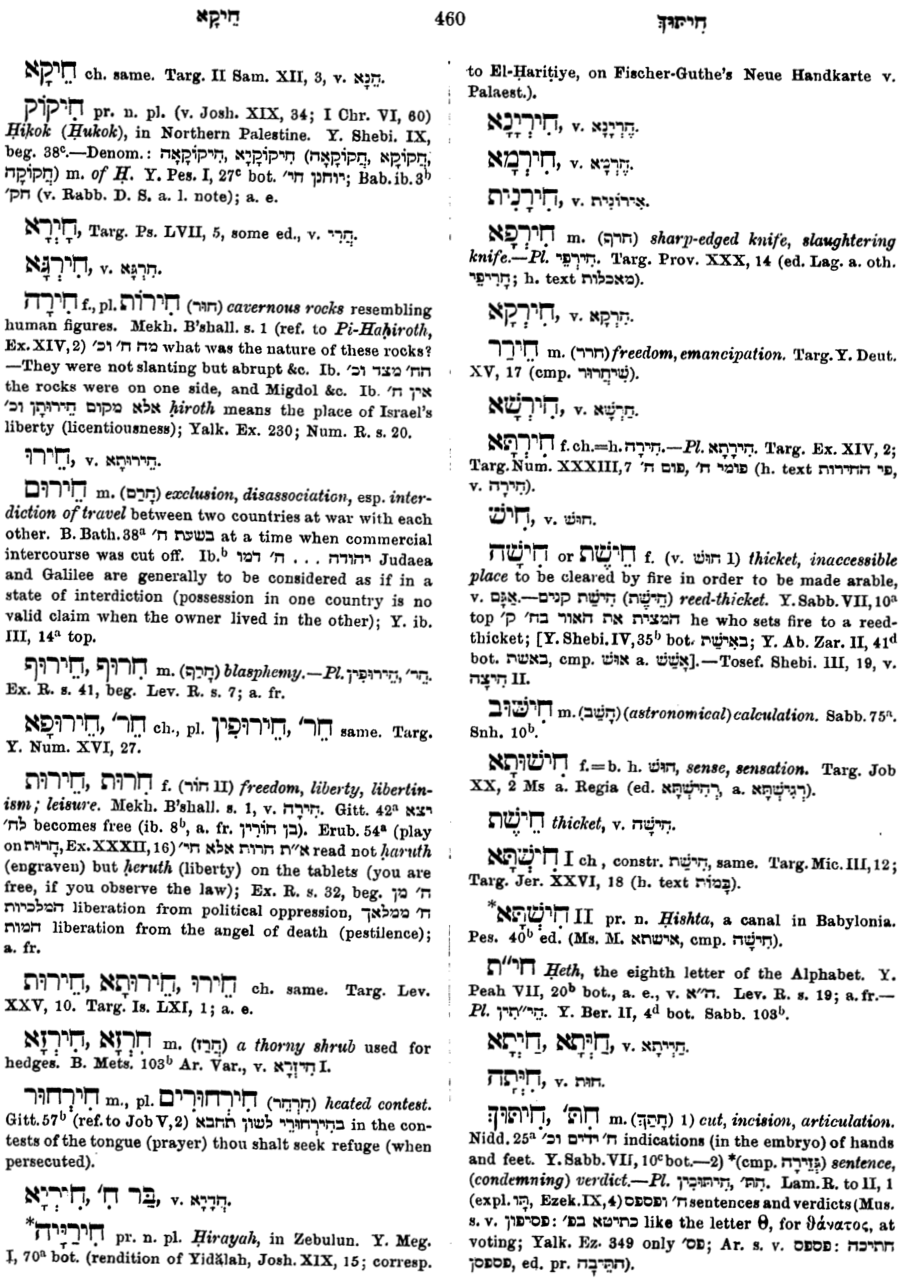 חֵיקָא
460
חִיתּוּךְ
חֵיקָא ch. same. Targ. II Sam. XII, 3, v. חֵנָא.
חִיקוֹק pr. n. pl. (v. Josh. XIX, 34; I Chr. VI, 60)
Ḥiḳok (Ḥukok), in Northern Palestine. Y. Shebi. IX,
beg. 38ᶜ.—Denom.: חִיקוֹקָאָה, חִיקוֹקָיָא (חֲקוֹקָאָה, חֲקוֹקָא,
חֲקוֹקָה) m. of Ḥ. Y. Pes. I, 27ᶜ bot. יוחנן חי׳; Bab. ib. 3ᵇ
חק׳ (v. Rabb. D. S. a. l. note); a. e.
חָיְרָא, Targ. Ps. LVII, 5, some ed., v. חֲרֵי.
חִירְגָּא, v. חִרְגָּא.
חִירָה f., pl. חִירוֹת (חור) cavernous rocks resembling
human figures. Mekh. B'shall. s. 1 (ref. to Pi-Haḥiroth,
Ex. XIV, 2) מה ח׳ וכ׳ what was the nature of these rocks?
—They were not slanting but abrupt &c. Ib. הח׳ מצד וכ׳
the rocks were on one side, and Migdol &c. Ib. אין ח׳
אלא מקום חֵירוּתָן וכ׳ ḥiroth means the place of Israel's
liberty (licentiousness); Yalk. Ex. 230; Num. R. s. 20.
חֵירוּ, v. חֵירוּתָא.
חֵירוּם m. (חָרַם) exclusion, disassociation, esp. inter-
diction of travel between two countries at war with each
other. B. Bath. 38ᵃ בשעת ח׳ at a time when commercial
intercourse was cut off. Ib.ᵇ יהודה ... ח׳ דמו Judaea
and Galilee are generally to be considered as if in a
state of interdiction (possession in one country is no
valid claim when the owner lived in the other); Y. ib.
III, 14ᵃ top.
חֵירוּף, חִרוּף m. (חָרַף) blasphemy.—Pl. חֵירוּפִין, חֵר׳.
Ex. R. s. 41, beg. Lev. R. s. 7; a. fr.
חֵירוּפָא, חֵר׳ ch., pl. חֵירוּפִין, חֵר׳ same. Targ.
Y. Num. XVI, 27.
חֵירוּת, חֵרוּת f. (חור II) freedom, liberty, libertin-
ism; leisure. Mekh. B'shall. s. 1, v. חִירָה. Gitt. 42ᵃ יצא
לח׳ becomes free (ib. 8ᵇ, a. fr. בן חורין). Erub. 54ᵃ (play
on חָרוּת, Ex. XXXII, 16) א״ת חרות אלא חי׳ read not ḥaruth
(engraven) but ḥeruth (liberty) on the tablets (you are
free, if you observe the law); Ex. R. s. 32, beg. ח׳ מן
המלכיות liberation from political oppression, ח׳ ממלאך
המות liberation from the angel of death (pestilence);
a. fr.
חֵירוּ, חֵירוּתָא, חֵירוּת ch. same. Targ. Lev.
XXV, 10. Targ. Is. LXI, 1; a. e.
חִירְזָא, חִרְזָא m. (חָרַז) a thorny shrub used for
hedges. B. Mets. 103ᵇ Ar. Var., v. חִיזְרָא I.
חִירְחוּר m., pl. חִירְחוּרִים (חִרְחֵר) heated contest.
Gitt. 57ᵇ (ref. to Job V, 2) בחירחורי לשון תחבא in the con-
tests of the tongue (prayer) thou shalt seek refuge (when
persecuted).
חִירְיָא, בַּר חִ׳, v. חַדְיָא.
*חִירַיָּיה pr. n. pl. Ḥirayah, in Zebulun. Y. Meg.
I, 70ᵃ bot. (rendition of Yidălah, Josh. XIX, 15; corresp.
to El-Ḥariṭiye, on Fischer-Guthe's Neue Handkarte v.
Palaest.).
חִירְיָנָא, v. חֶרְיָנָא.
חִירְמָא, v. חֶרְמָא.
חִירָנִית, v. אִירוֹנִית.
חִירְפָא m. (חרף) sharp-edged knife, slaughtering
knife.—Pl. חִירְפֵי. Targ. Prov. XXX, 14 (ed. Lag. a. oth.
חֲרִיפֵי; h. text מאכלות).
חִירְקָא, v. חִרְקָא.
חֵירַר m. (חרר) freedom, emancipation. Targ. Y. Deut.
XV, 17 (cmp. שִׁיחֲרוּר).
חִירְשָׁא, v. חַרְשָׁא.
חִירְתָּא f. ch.=h. חִירָה.—Pl. חִירָתָא. Targ. Ex. XIV, 2;
Targ. Num. XXXIII, 7 פומי ח׳, פום ח׳ (h. text פי החירות,
v. חִירָה).
חִישׁ, v. חוּשׁ.
חִישָׁה or חֵישֶׁת f. (v. חוּשׁ 1) thicket, inaccessible
place to be cleared by fire in order to be made arable,
v. אֲגַם.—חִישַׁת קנים (חֵישֶׁת) reed-thicket. Y. Sabb. VII, 10ᵃ
top המצית את האור בח׳ ק׳ he who sets fire to a reed-
thicket; [Y. Shebi. IV, 35ᵇ bot. באִישַׁת; Y. Ab. Zar. II, 41ᵈ
bot. באשת, cmp. אוּשׁ a. אֲשַׁשׁ].—Tosef. Shebi. III, 19, v.
חִיצָה II.
חִישּׁוּב m. (חָשַׁב) (astronomical) calculation. Sabb. 75ᵃ.
Snh. 10ᵇ.
חִישׁוּתָא f.=b. h. חוּשׁ, sense, sensation. Targ. Job
XX, 2 Ms a. Regia (ed. רְחִישְׁתָּא, a. רְגִישְׁתָּא).
חֵישֶׁת thicket, v. חִישָׁה.
חִישְׁתָּא I ch, constr. חִישַׁת, same. Targ. Mic. III, 12;
Targ. Jer. XXVI, 18 (h. text בָּמוֹת).
*חִישְׁתָּא II pr. n. Ḥishta, a canal in Babylonia.
Pes. 40ᵇ ed. (Ms. M. אישתא, cmp. חִישָׁה).
חי״ת Ḥeth, the eighth letter of the Alphabet. Y.
Peah VII, 20ᵇ bot., a. e., v. ה״א. Lev. R. s. 19; a. fr.—
Pl. חי״תין. Y. Ber. II, 4ᵈ bot. Sabb. 103ᵇ.
חַיְתָא, חַיָּתָא, v. חַיְיתָא.
חִיְּתָה, v. חוּת.
חִיתּוּךְ, חִתּ׳ m. (חָתַךְ) 1) cut, incision, articulation.
Nidd. 25ᵃ ח׳ ידים וכ׳ indications (in the embryo) of hands
and feet. Y. Sabb. VII, 10ᶜ bot.—2) *(cmp. גְּזֵירָה) sentence,
(condemning) verdict.—Pl. חִיתּוּכִין, חִתּ׳. Lam. R. to II, 1
(expl. תָּו, Ezek. IX, 4) ח׳ ופספס sentences and verdicts (Mus.
s. v. פסיפון: כתיטא בפ׳ like the letter Θ, for θάνατος, at
voting; Yalk. Ez. 349 only פס׳; Ar. s. v. פספס: חתיכה
פספסן, ed. pr. חֲתִיבָה).